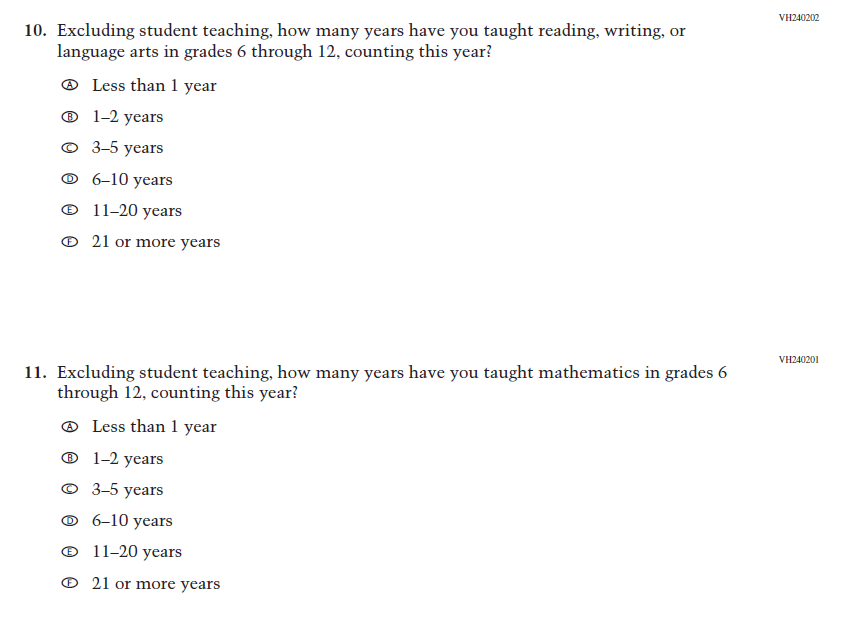 VH240202
10. Excluding student teaching, how many years have you taught reading, writing, or
language arts in grades 6 through 12, counting this year?
A Less than 1 year
B 1–2 years
C 3–5 years
D 6–10 years
E 11–20 years
F 21 or more years
VH240201
11. Excluding student teaching, how many years have you taught mathematics in grades 6
through 12, counting this year?
A Less than 1 year
B 1–2 years
C 3–5 years
D 6–10 years
E 11–20 years
F 21 or more years